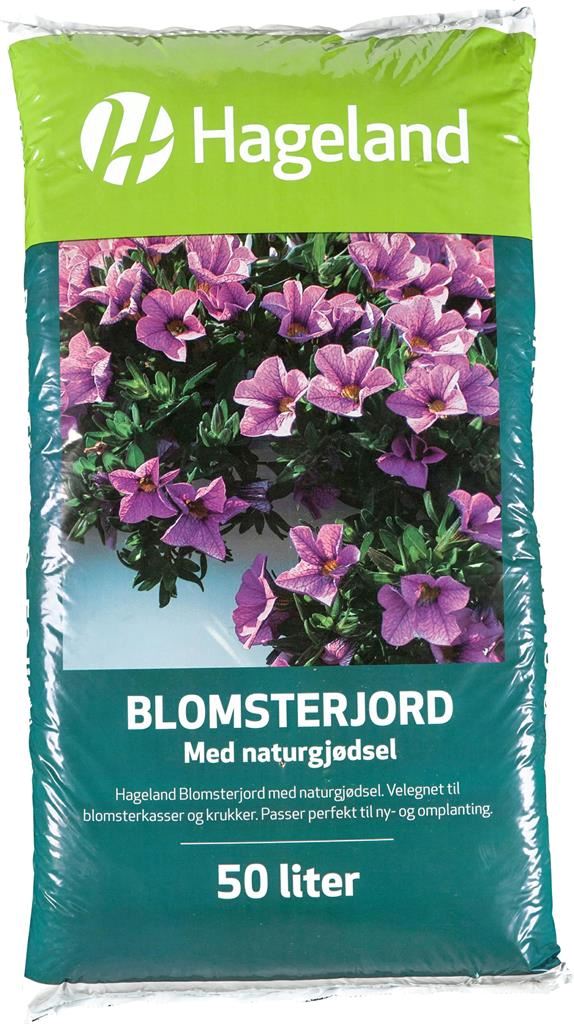 Hageland
BLOMSTERJORD
Med naturgjødsel
Hageland Blomsterjord med naturgjødsel. Velegnet til
blomsterkasser og krukker. Passer perfekt til ny- og omplanting.
50 liter